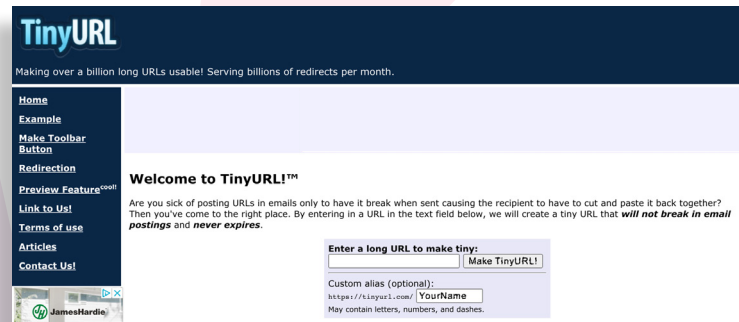 TinyURL
Making over a billion long URLs usable! Serving billions of redirects per month.
Home
Example
Make Toolbar
Button
Redirection
Preview Featurecool!
Link to Us!
Terms of use
Articles
Contact Us!
JamesHardie
Welcome to TinyURL!™
Are you sick of posting URLs in emails only to have it break when sent causing the recipient to have to cut and paste it back together?
Then you've come to the right place. By entering in a URL in the text field below, we will create a tiny URL that will not break in email
postings and never expires.
Enter a long URL to make tiny:
Make TinyURL!
Custom alias (optional):
https://tinyurl.com/ YourName
May contain letters, numbers, and dashes.